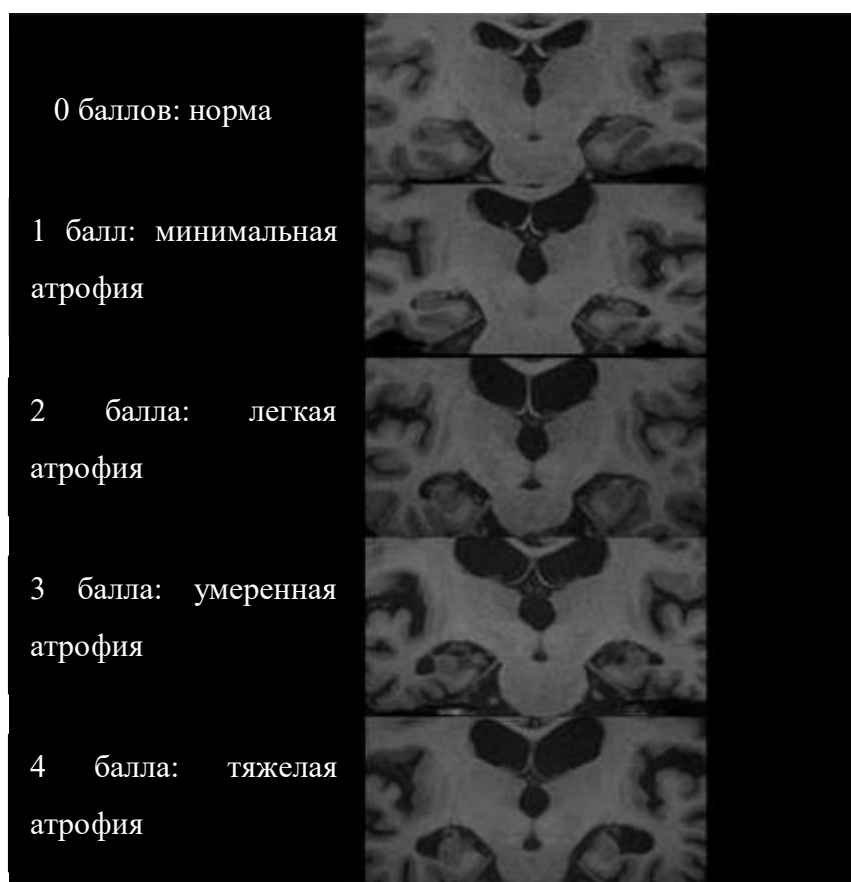 0 баллов: норма
1 балл: минимальная
атрофия
2 балла: легкая
атрофия
3 балла: умеренная
атрофия
4 балла: тяжелая
атрофия